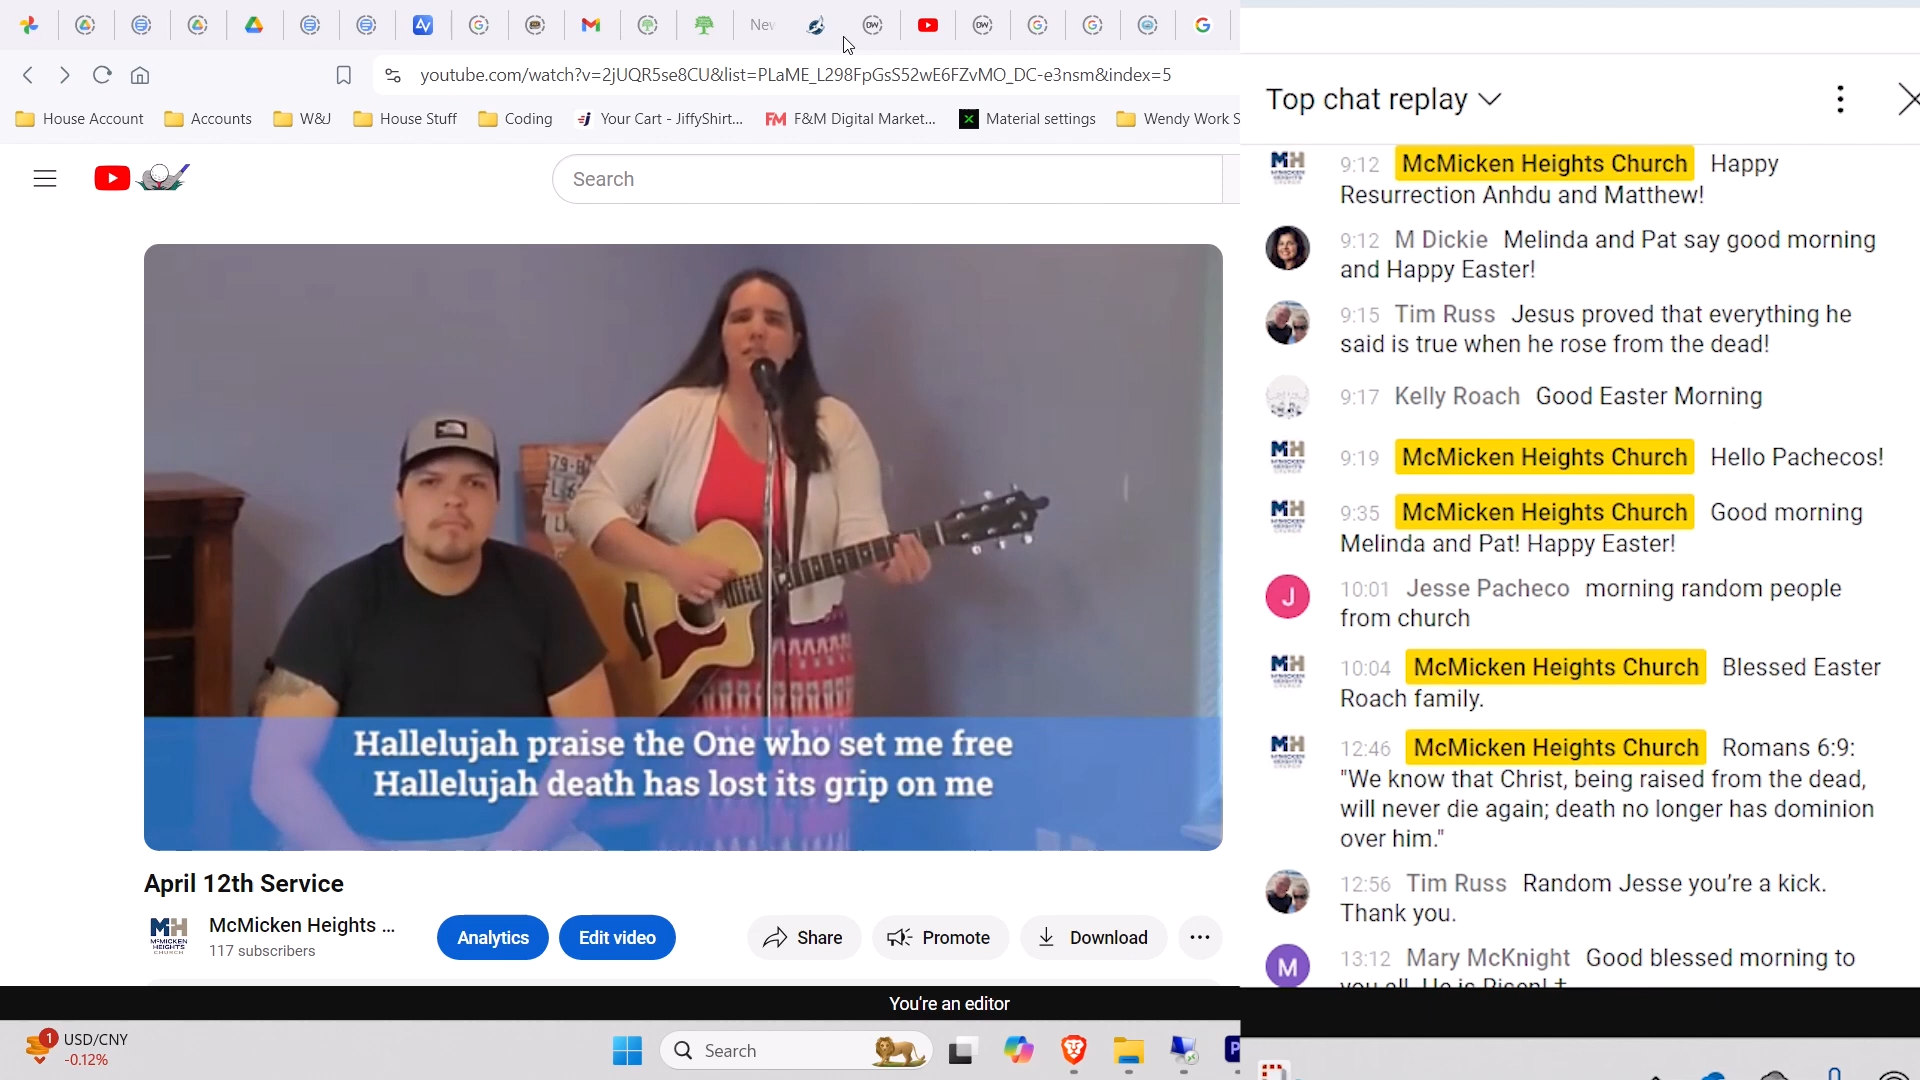 New
youtube.com/watch?v=2jUQR5se8CU&list=PLaME_L298FpGsS52wE6FZvMO_DC-e3nsm&index=5
House Account Accounts W&J House Stuff Coding Your Cart - JiffyShirt... F&M Digital Market... Material settings Wendy Work S
Search
Hallelujah praise the One who set me free
Hallelujah death has lost its grip on me
April 12th Service
McMicken Heights ...
117 subscribers
Analytics Edit video Share Promote Download
You're an editor
Top chat replay
9:12 McMicken Heights Church Happy
Resurrection Anhdu and Matthew!
9:12 M Dickie Melinda and Pat say good morning
and Happy Easter!
9:15 Tim Russ Jesus proved that everything he
said is true when he rose from the dead!
9:17 Kelly Roach Good Easter Morning
9:19 McMicken Heights Church Hello Pachecos!
9:35 McMicken Heights Church Good morning
Melinda and Pat! Happy Easter!
J
10:01 Jesse Pacheco morning random people
from church
10:04 McMicken Heights Church Blessed Easter
Roach family.
12:46 McMicken Heights Church Romans 6:9:
"We know that Christ, being raised from the dead,
will never die again; death no longer has dominion
over him."
12:56 Tim Russ Random Jesse you’re a kick.
Thank you.
M
13:12 Mary McKnight Good blessed morning to
you all. He is Risen! †
1 USD/CNY
-0.12%
Search